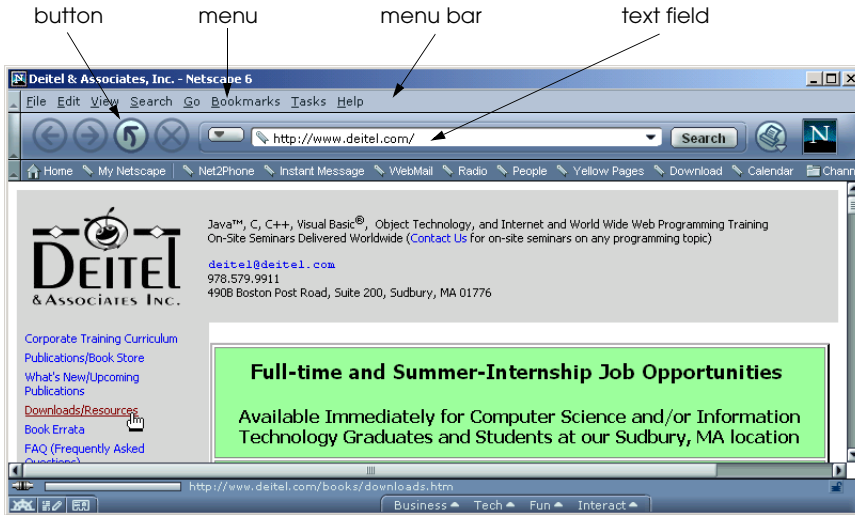 button menu menu bar text field
Deitel & Associates, Inc. - Netscape 6
File Edit View Search Go Bookmarks Tasks Help
http://www.deitel.com/ Search N
Home My Netscape Net2Phone Instant Message WebMail Radio People Yellow Pages Download Calendar Chann
DEITEL
& ASSOCIATES INC.
Java™, C, C++, Visual Basic®, Object Technology, and Internet and World Wide Web Programming Training
On-Site Seminars Delivered Worldwide (Contact Us for on-site seminars on any programming topic)
deitel@deitel.com
978.579.9911
490B Boston Post Road, Suite 200, Sudbury, MA 01776
Corporate Training Curriculum
Publications/Book Store
What's New/Upcoming
Publications
Downloads/Resources
Book Errata
FAQ (Frequently Asked
Questions)
Full-time and Summer-Internship Job Opportunities
Available Immediately for Computer Science and/or Information
Technology Graduates and Students at our Sudbury, MA location
http://www.deitel.com/books/downloads.htm
Business Tech Fun Interact